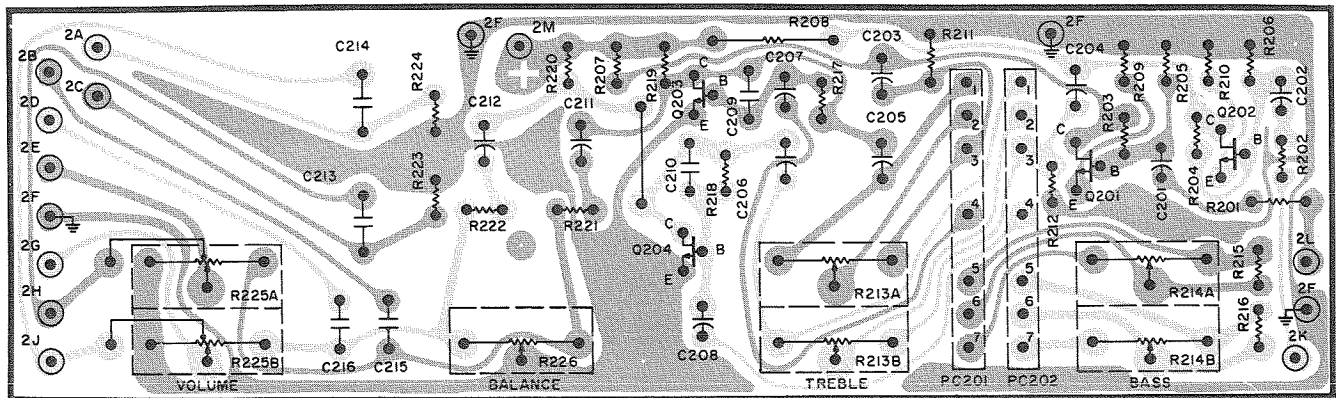 2A
2B
2C
2D
2E
2F
2G
2H
2J
C214
R224
C213
R223
2F
2M
C212
R220
R207
C211
R219
Q203
C
B
E
R208
C209
C207
R217
C203
R211
C205
C210
R218
C206
R222
R221
Q204
C
B
E
C208
R225A
R225B
VOLUME
C216
C215
R226
BALANCE
R213A
R213B
TREBLE
1
2
3
4
5
6
7
PC201
1
2
3
4
5
6
7
PC202
2F
C204
R209
R205
R210
R206
C202
R203
C
B
E
Q201
R212
C201
R204
Q202
C
B
E
R202
R201
R214A
R214B
BASS
R215
R216
2L
2F
2K